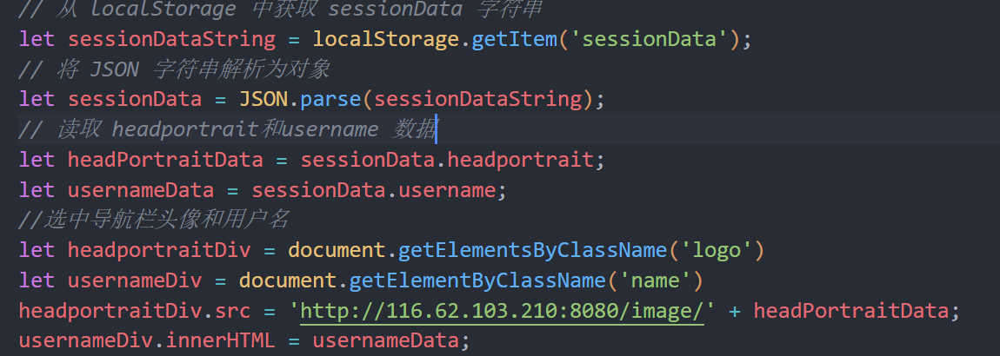 // 从 localStorage 中获取 sessionData 字符串
let sessionDataString = localStorage.getItem('sessionData');
// 将 JSON 字符串解析为对象
let sessionData = JSON.parse(sessionDataString);
// 读取 headportrait和username 数据
let headPortraitData = sessionData.headportrait;
let usernameData = sessionData.username;
//选中导航栏头像和用户名
let headportraitDiv = document.getElementsByClassName('logo')
let usernameDiv = document.getElementByClassName('name')
headportraitDiv.src = 'http://116.62.103.210:8080/image/' + headPortraitData;
usernameDiv.innerHTML = usernameData;